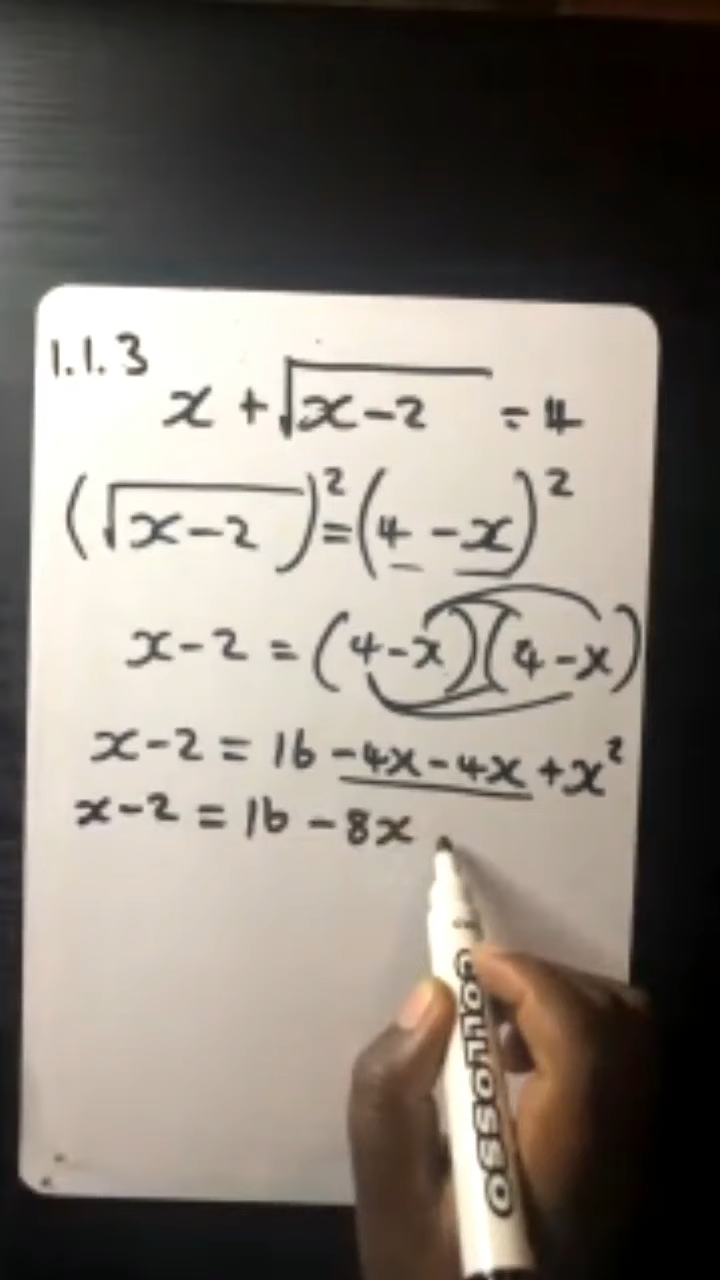 1.1.3
x + √(x-2) = 4
(√(x-2))² = (4-x)²
x-2 = (4-x)(4-x)
x-2 = 16 -4x -4x + x²
x-2 = 16 - 8x
COLLOSSO